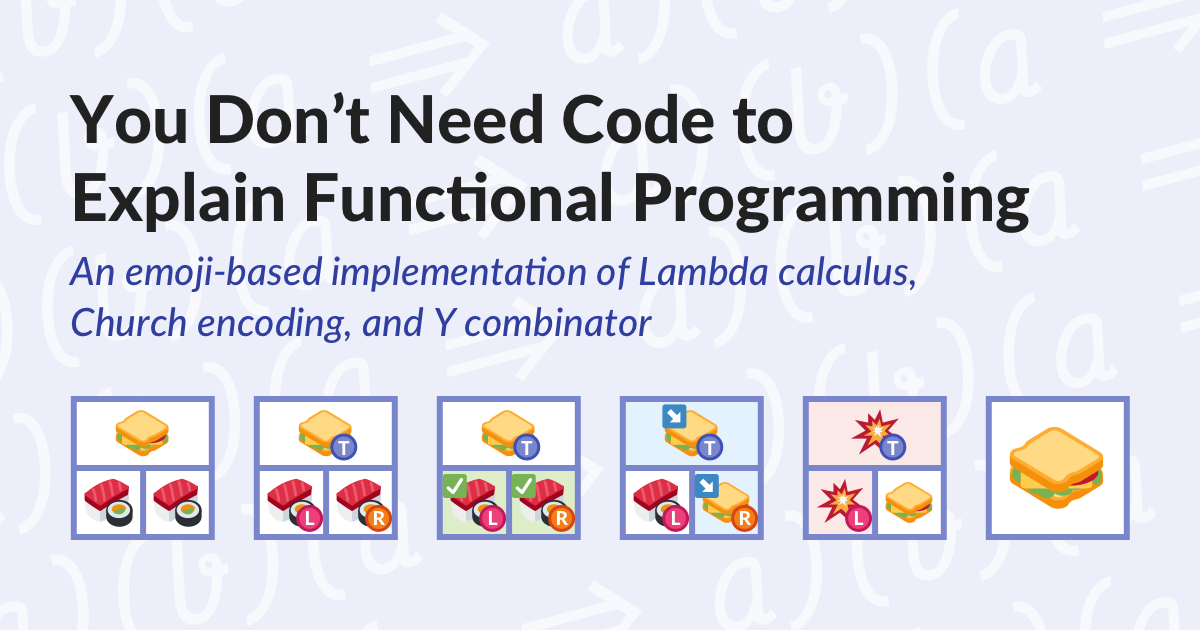 You Don’t Need Code to
Explain Functional Programming
An emoji-based implementation of Lambda calculus,
Church encoding, and Y combinator
T T T T
L R L R L R L